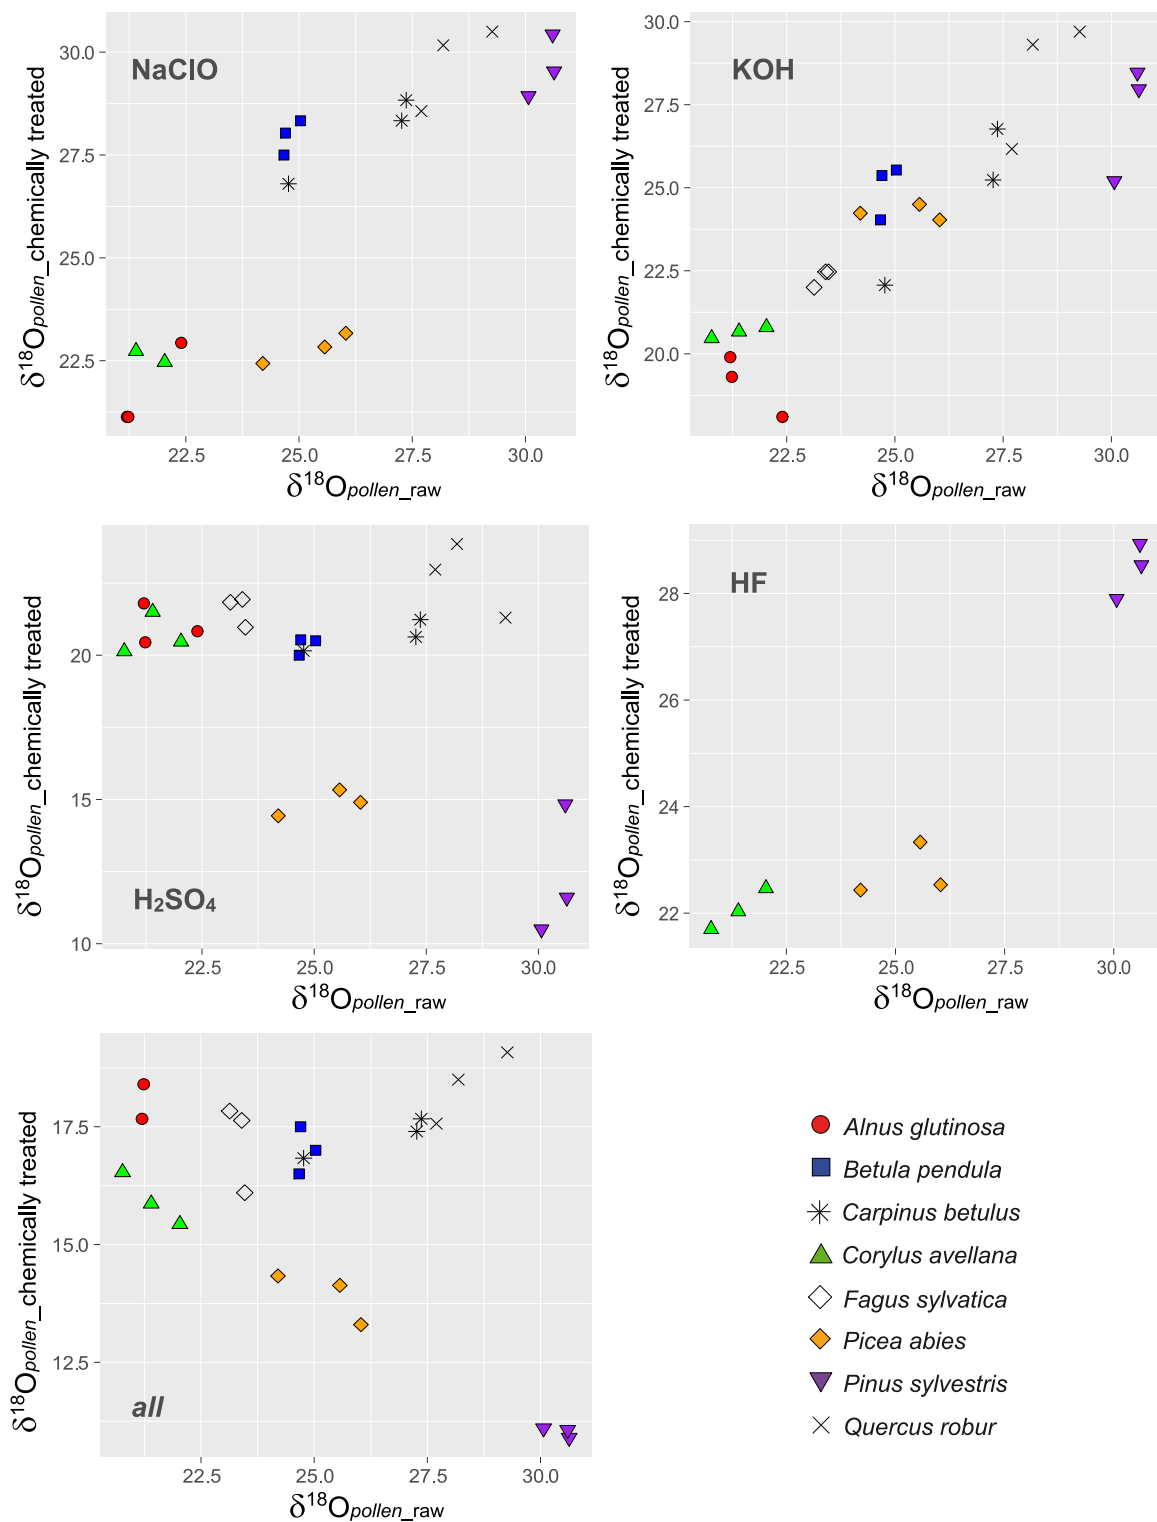 NaClO
30.0
27.5
25.0
22.5
22.5 25.0 27.5 30.0
δ¹⁸Opollen_chemically treated
δ¹⁸Opollen_raw
KOH
30.0
27.5
25.0
22.5
20.0
22.5 25.0 27.5 30.0
δ¹⁸Opollen_chemically treated
δ¹⁸Opollen_raw
H₂SO₄
20
15
10
22.5 25.0 27.5 30.0
δ¹⁸Opollen_chemically treated
δ¹⁸Opollen_raw
HF
28
26
24
22
22.5 25.0 27.5 30.0
δ¹⁸Opollen_chemically treated
δ¹⁸Opollen_raw
all
17.5
15.0
12.5
22.5 25.0 27.5 30.0
δ¹⁸Opollen_chemically treated
δ¹⁸Opollen_raw
Alnus glutinosa
Betula pendula
Carpinus betulus
Corylus avellana
Fagus sylvatica
Picea abies
Pinus sylvestris
Quercus robur